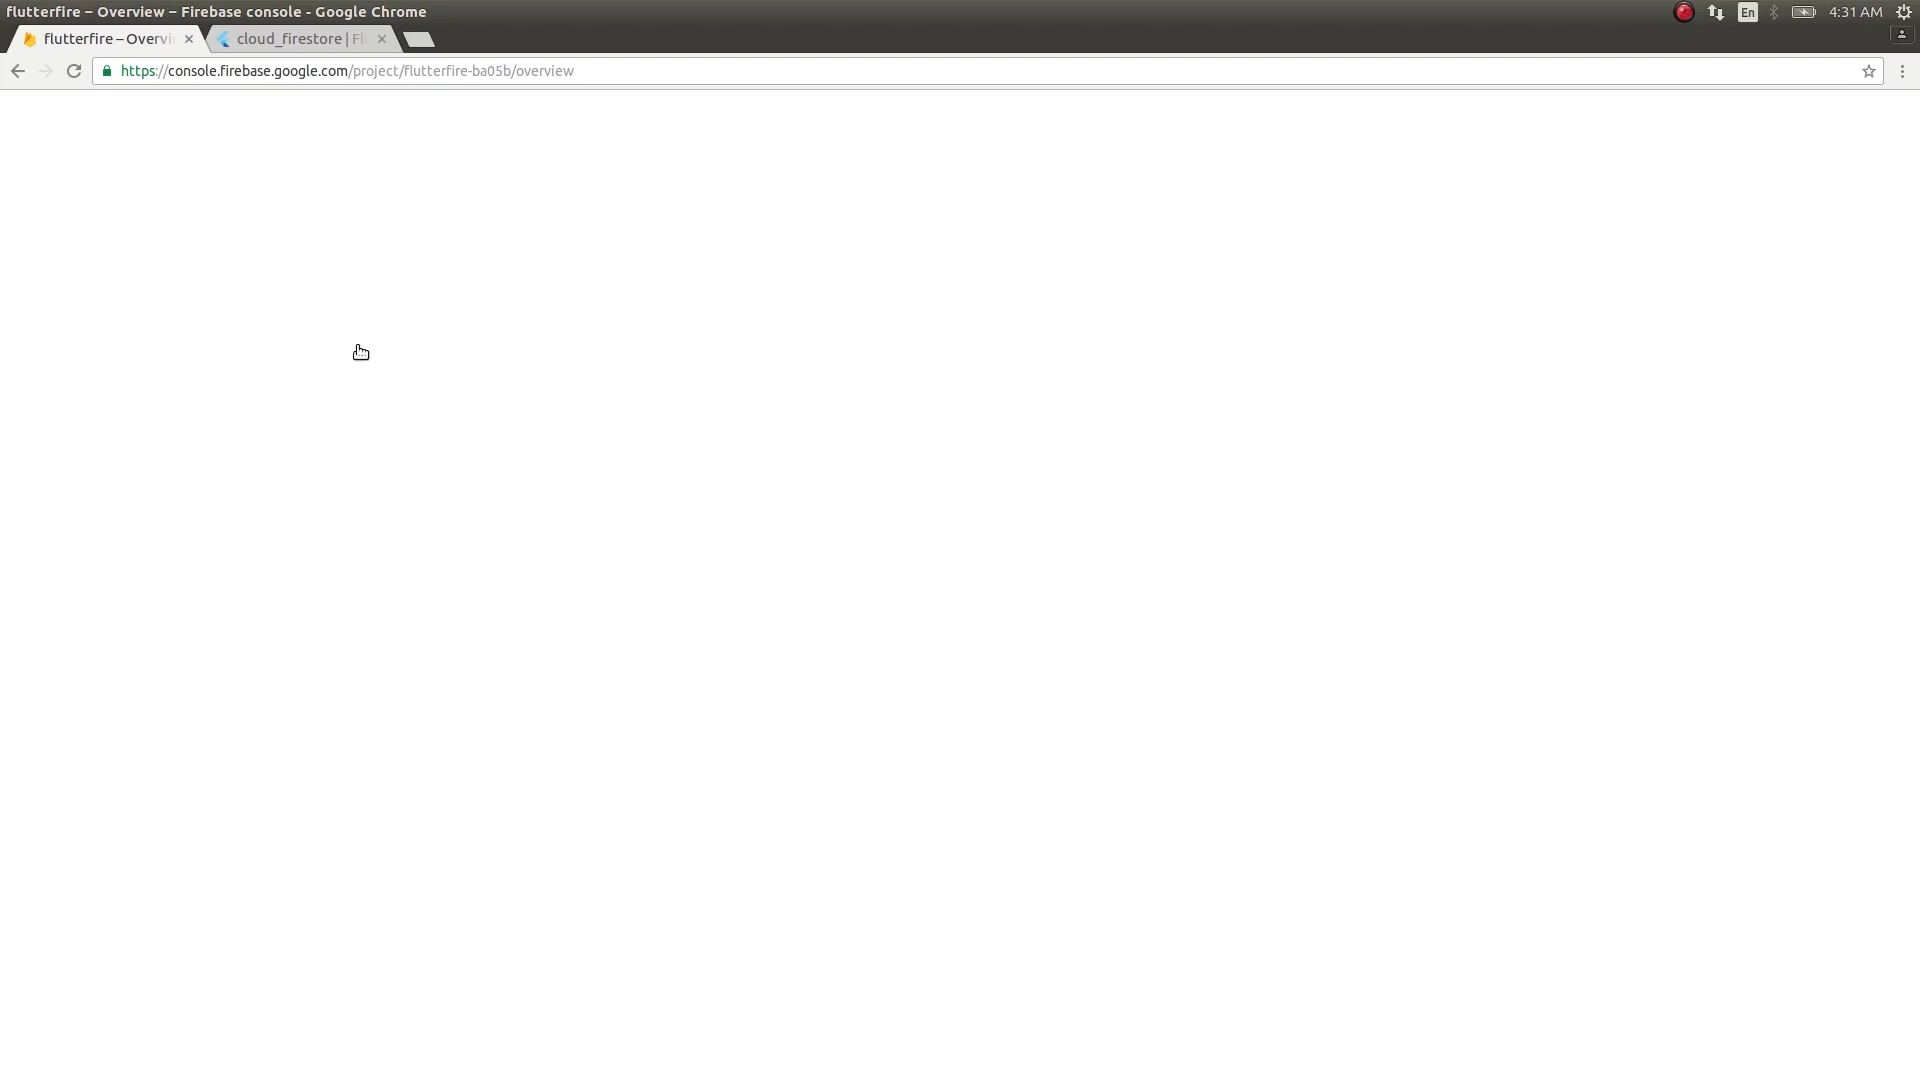 flutterfire – Overview – Firebase console - Google Chrome
En
4:31 AM
flutterfire – Overvi
cloud_firestore | Fl
https://console.firebase.google.com/project/flutterfire-ba05b/overview